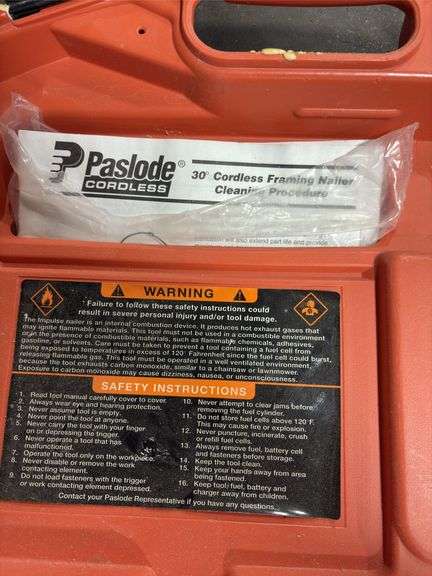 Paslode®
CORDLESS
30° Cordless Framing Nailer
Cleaning Procedure
will also extend part life and provide
WARNING
Failure to follow these safety instructions could
result in severe personal injury and/or tool damage.
The Impulse nailer is an internal combustion device. It produces hot exhaust gases that
may ignite flammable materials. This tool must not be used in a combustible environment
or in the presence of combustible materials, such as flammable chemicals, adhesives,
gasoline, or solvents. Care must be taken to prevent a tool containing a fuel cell from
being exposed to temperatures in excess of 120° Fahrenheit since the fuel cell could burst,
releasing flammable gas. This tool must be operated in a well ventilated environment,
because the tool exhausts carbon monoxide, similar to a chainsaw or lawnmower.
Exposure to carbon monoxide may cause dizziness, nausea, or unconsciousness.
SAFETY INSTRUCTIONS
1. Read tool manual carefully cover to cover.
2. Always wear eye and hearing protection.
3. Never assume tool is empty.
4. Never point the tool at anyone.
5. Never carry the tool with your finger
on or depressing the trigger.
6. Never operate a tool that has
malfunctioned.
7. Operate the tool only on the workpiece.
8. Never disable or remove the work
contacting element.
9. Do not load fasteners with the trigger
or work contacting element depressed.
10. Never attempt to clear jams before
removing the fuel cylinder.
11. Do not store fuel cells above 120°F.
This may cause fire or explosion.
12. Never puncture, incinerate, crush
or refill fuel cells.
13. Always remove fuel, battery cell
and fasteners before storage.
14. Keep the tool clean.
15. Keep your hands away from area
being fastened.
16. Keep tool, fuel, battery and
charger away from children.
Contact your Paslode Representative if you have any questions..